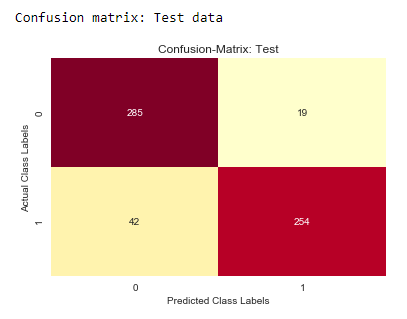 Confusion matrix: Test data
Confusion-Matrix: Test
Actual Class Labels
0
285
19
1
42
254
0
1
Predicted Class Labels